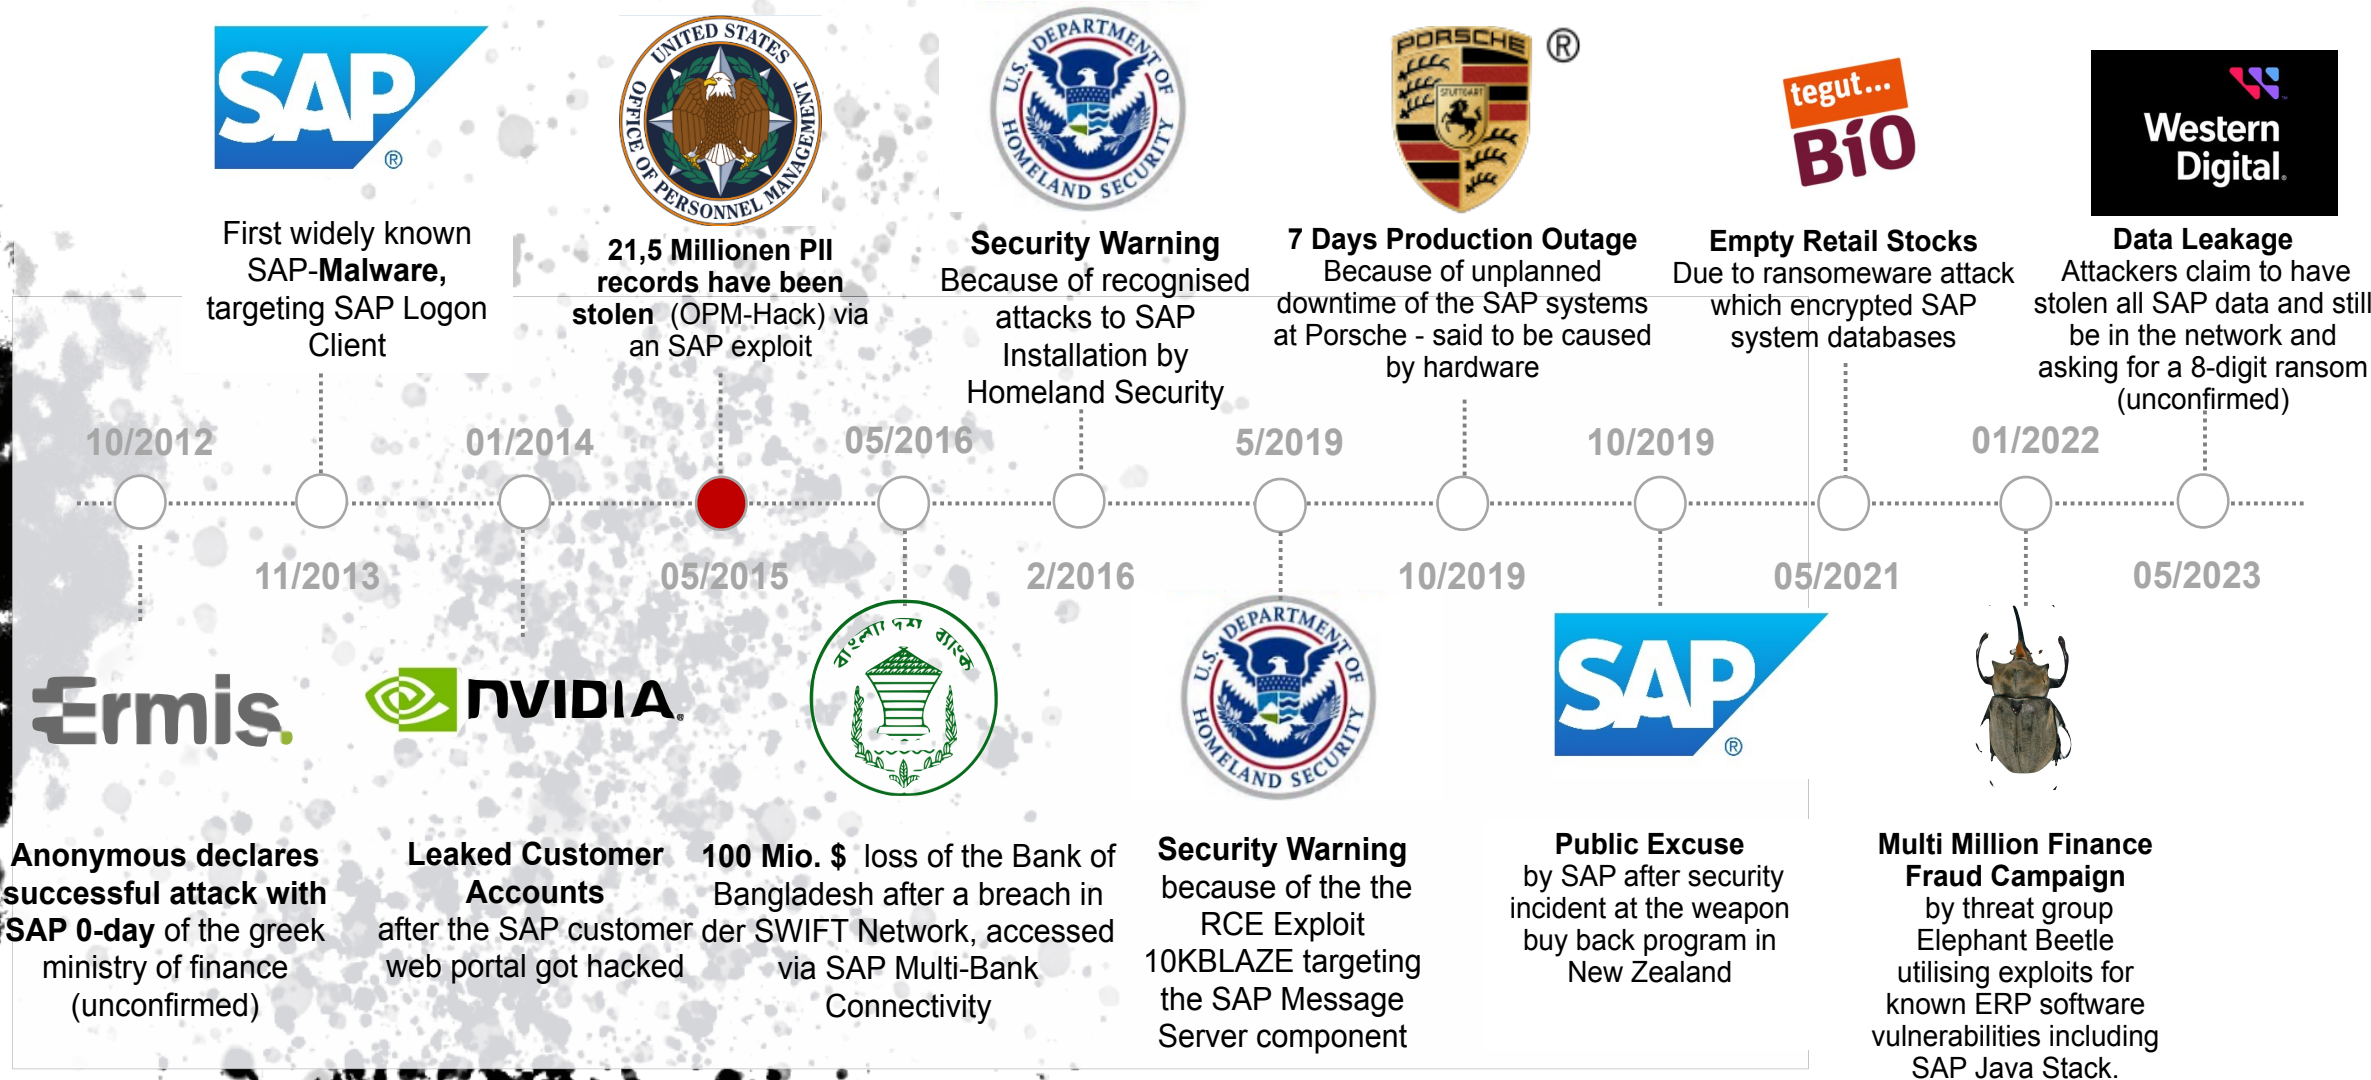 SAP
®
First widely known
SAP-Malware,
targeting SAP Logon
Client
UNITED STATES
OFFICE OF PERSONNEL MANAGEMENT
21,5 Millionen PII
records have been
stolen (OPM-Hack) via
an SAP exploit
U.S. DEPARTMENT OF
HOMELAND SECURITY
Security Warning
Because of recognised
attacks to SAP
Installation by
Homeland Security
PORSCHE
®
STUTTGART
7 Days Production Outage
Because of unplanned
downtime of the SAP systems
at Porsche - said to be caused
by hardware
tegut...
Bio
Empty Retail Stocks
Due to ransomeware attack
which encrypted SAP
system databases
Western
Digital.
Data Leakage
Attackers claim to have
stolen all SAP data and still
be in the network and
asking for a 8-digit ransom
(unconfirmed)
10/2012
01/2014
05/2016
5/2019
10/2019
01/2022
11/2013
05/2015
2/2016
10/2019
05/2021
05/2023
Ermis.
Anonymous declares
successful attack with
SAP 0-day of the greek
ministry of finance
(unconfirmed)
NVIDIA.
Leaked Customer
Accounts
after the SAP customer
web portal got hacked
বাংলাদেশ ব্যাংক
100 Mio. $ loss of the Bank of
Bangladesh after a breach in
der SWIFT Network, accessed
via SAP Multi-Bank
Connectivity
U.S. DEPARTMENT OF
HOMELAND SECURITY
Security Warning
because of the the
RCE Exploit
10KBLAZE targeting
the SAP Message
Server component
SAP
®
Public Excuse
by SAP after security
incident at the weapon
buy back program in
New Zealand
Multi Million Finance
Fraud Campaign
by threat group
Elephant Beetle
utilising exploits for
known ERP software
vulnerabilities including
SAP Java Stack.